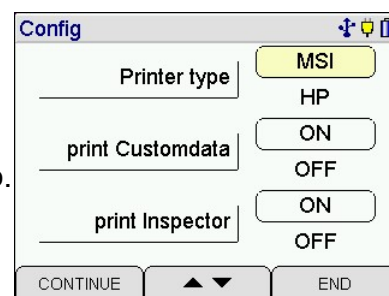 Config
Printer type
MSI
HP
print Customdata
ON
OFF
print Inspector
ON
OFF
CONTINUE
END